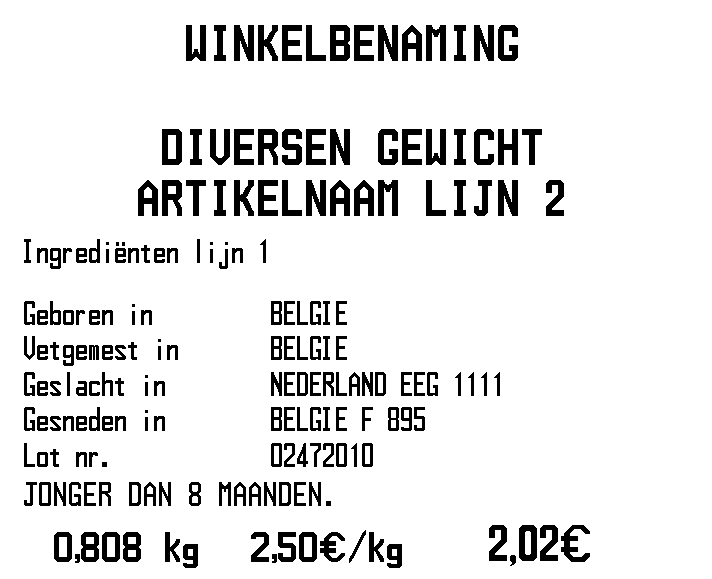 WINKELBENAMING
DIVERSEN GEWICHT
ARTIKELNAAM LIJN 2
Ingrediënten lijn 1
Geboren in BELGIE
Vetgemest in BELGIE
Geslacht in NEDERLAND EEG 1111
Gesneden in BELGIE F 895
Lot nr. 02472010
JONGER DAN 8 MAANDEN.
0,808 kg 2,50€/kg 2,02€